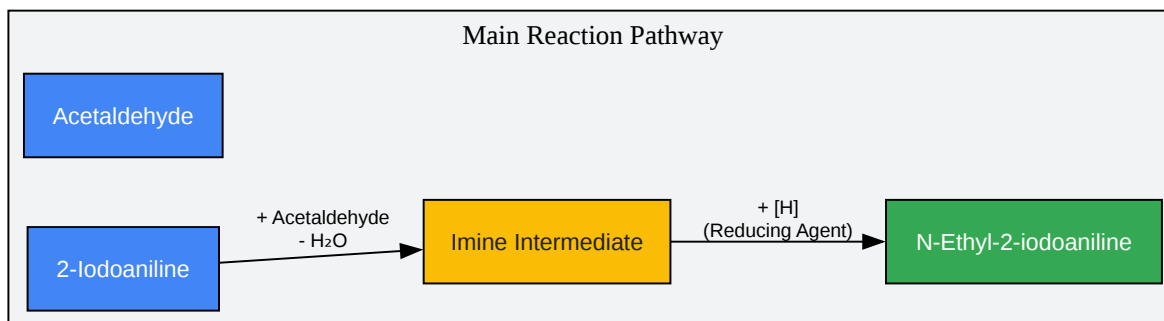 Main Reaction Pathway
Acetaldehyde
2-Iodoaniline
+ Acetaldehyde
- H₂O
Imine Intermediate
+ [H]
(Reducing Agent)
N-Ethyl-2-iodoaniline